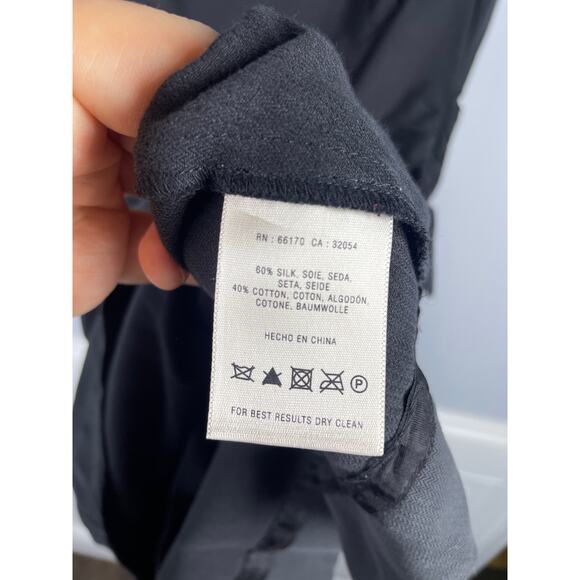 RN : 66170 CA : 32054
60% SILK, SOIE, SEDA,
SETA, SEIDE
40% COTTON, COTON, ALGODÓN,
COTONE, BAUMWOLLE
HECHO EN CHINA
P
FOR BEST RESULTS DRY CLEAN